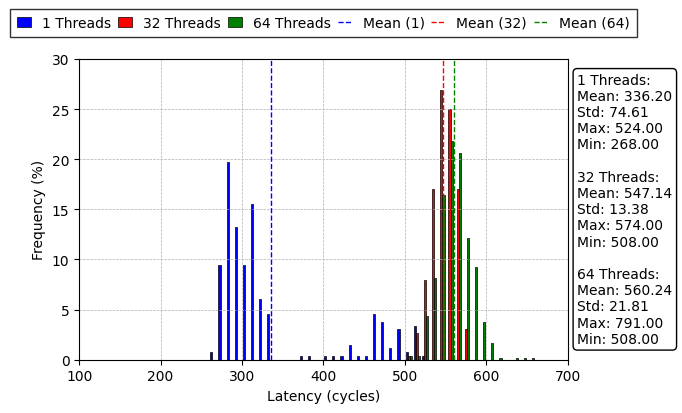 1 Threads 32 Threads 64 Threads Mean (1) Mean (32) Mean (64)
30
25
20
15
10
5
0
Frequency (%)
100 200 300 400 500 600 700
Latency (cycles)
1 Threads:
Mean: 336.20
Std: 74.61
Max: 524.00
Min: 268.00
32 Threads:
Mean: 547.14
Std: 13.38
Max: 574.00
Min: 508.00
64 Threads:
Mean: 560.24
Std: 21.81
Max: 791.00
Min: 508.00